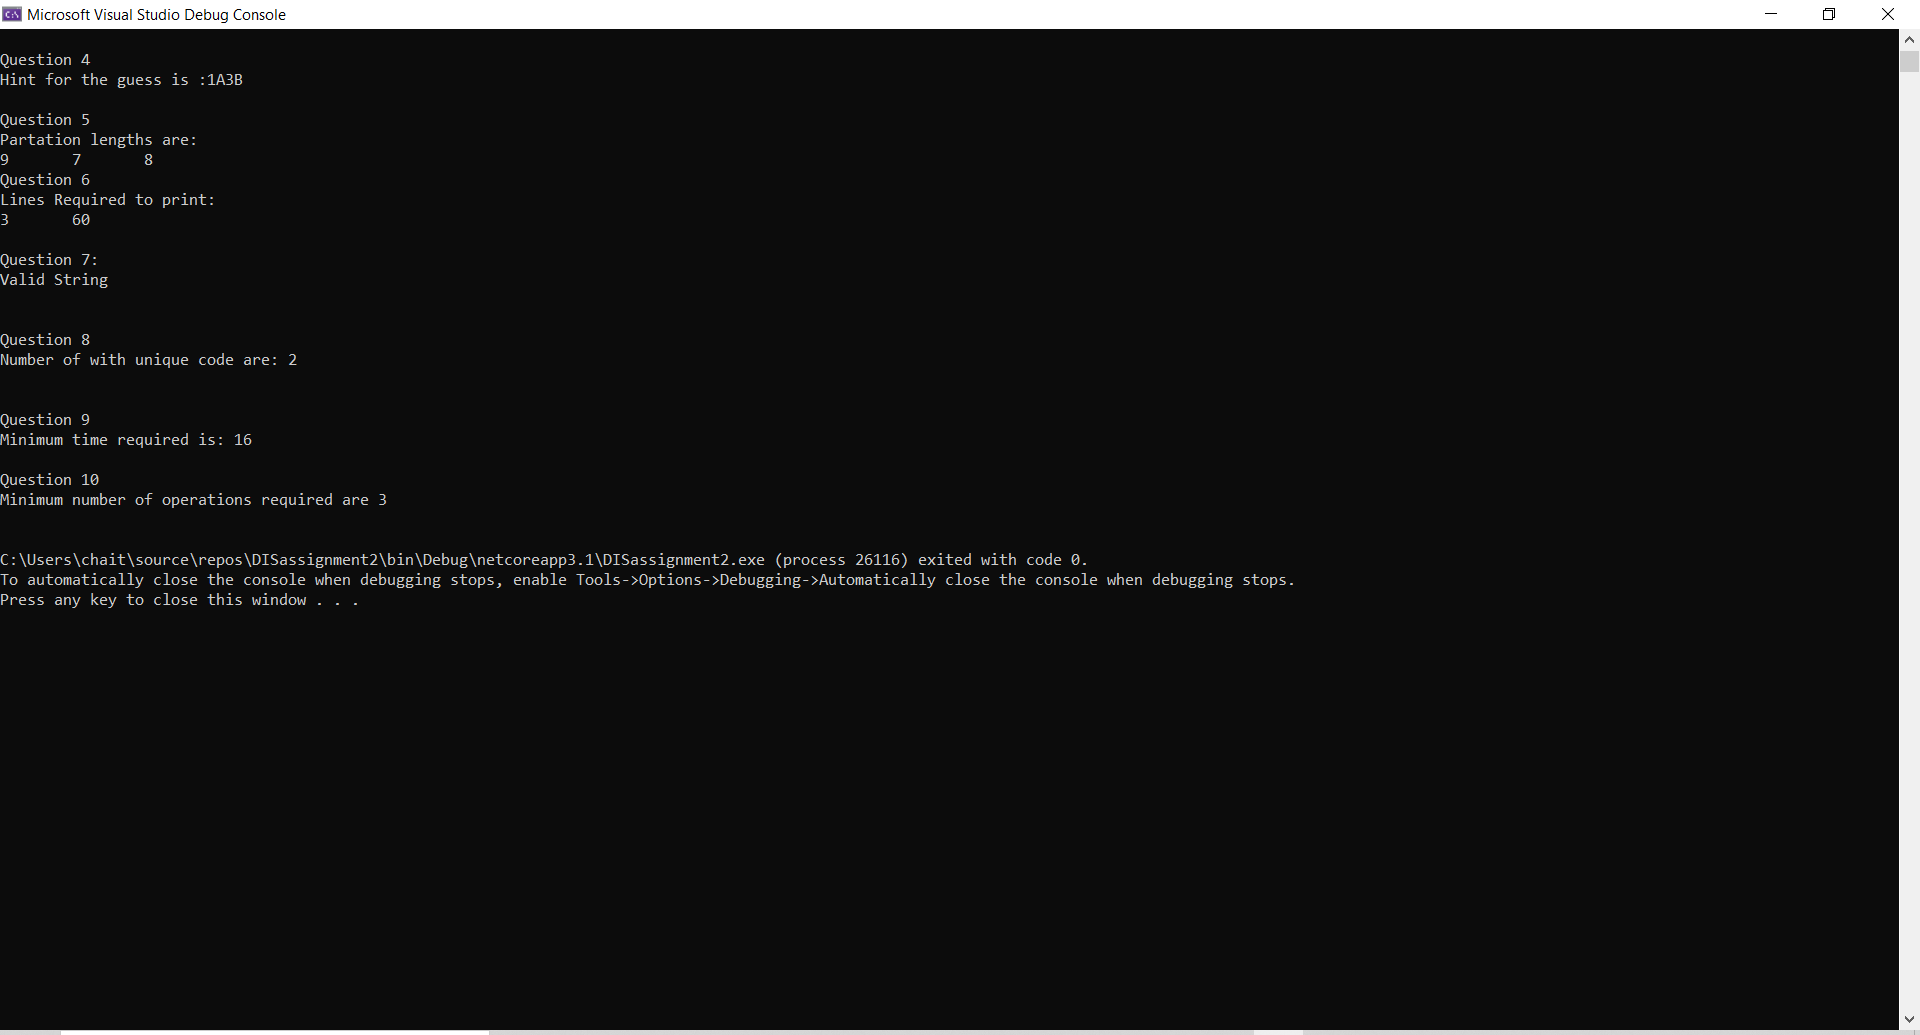 Microsoft Visual Studio Debug Console
Question 4
Hint for the guess is :1A3B
Question 5
Partation lengths are:
9 7 8
Question 6
Lines Required to print:
3 60
Question 7:
Valid String
Question 8
Number of with unique code are: 2
Question 9
Minimum time required is: 16
Question 10
Minimum number of operations required are 3
C:\Users\chait\source\repos\DISassignment2\bin\Debug\netcoreapp3.1\DISassignment2.exe (process 26116) exited with code 0.
To automatically close the console when debugging stops, enable Tools->Options->Debugging->Automatically close the console when debugging stops.
Press any key to close this window . . .